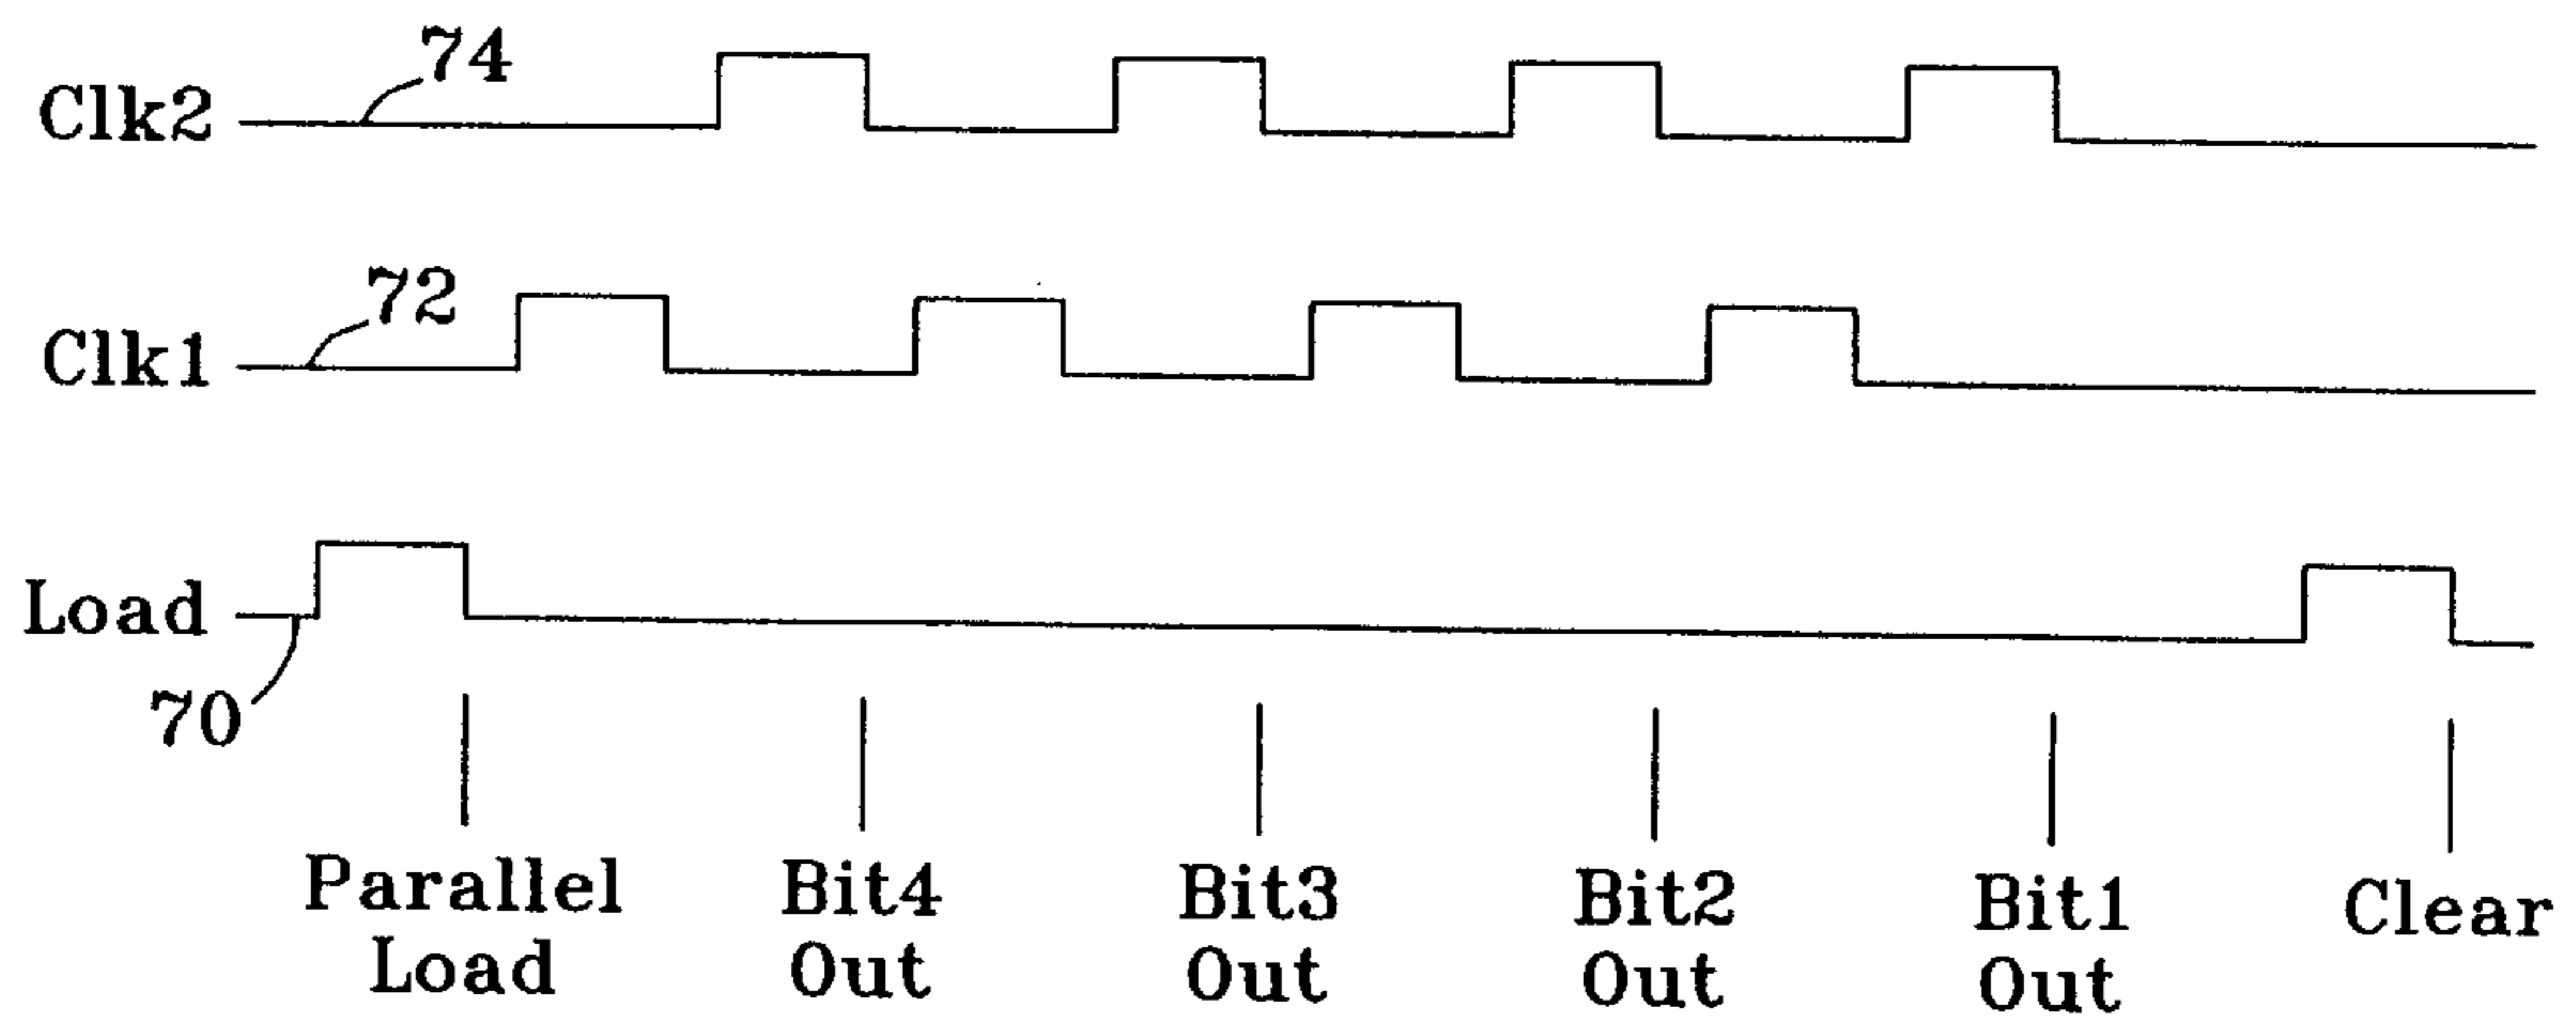 74
Clk2
72
Clk1
Load
70
Parallel
Load
Bit4
Out
Bit3
Out
Bit2
Out
Bit1
Out
Clear